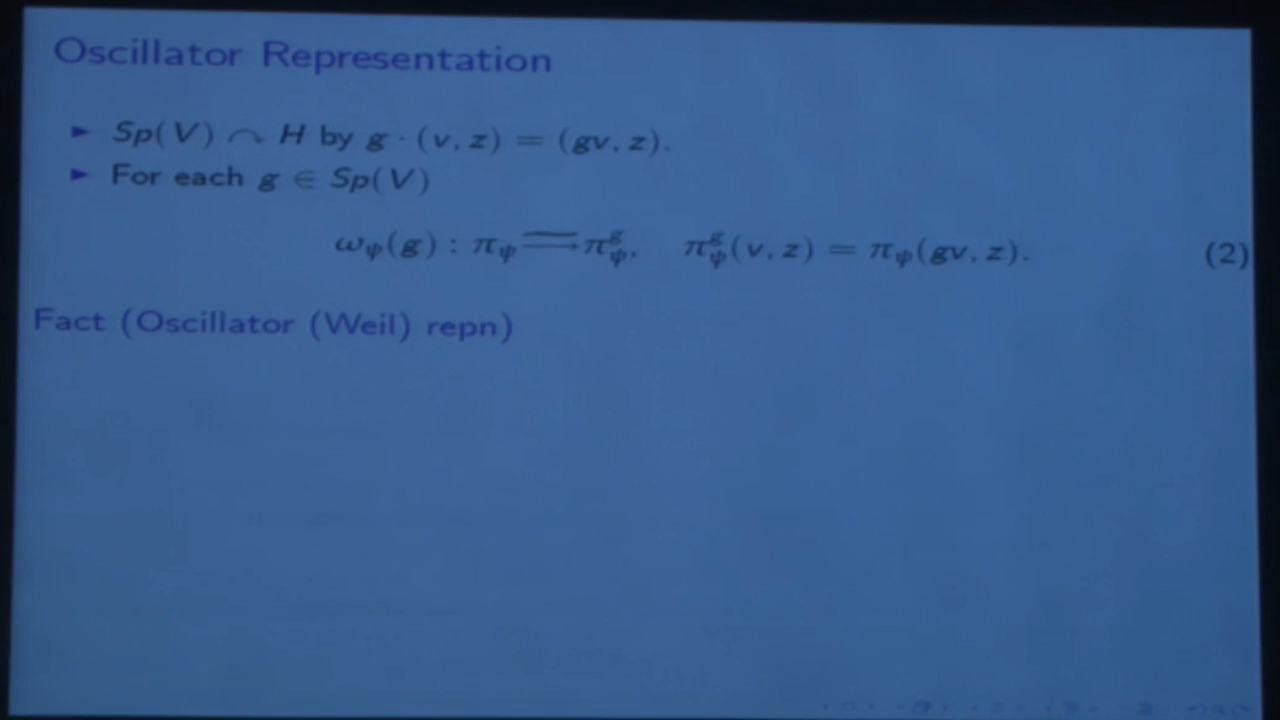 Oscillator Representation
► Sp(V) ↷ H by g · (v, z) = (gv, z).
► For each g ∈ Sp(V)
ω_ψ(g) : π_ψ ⟶ π_ψ^g, π_ψ^g(v, z) = π_ψ(gv, z). (2)
Fact (Oscillator (Weil) repn)